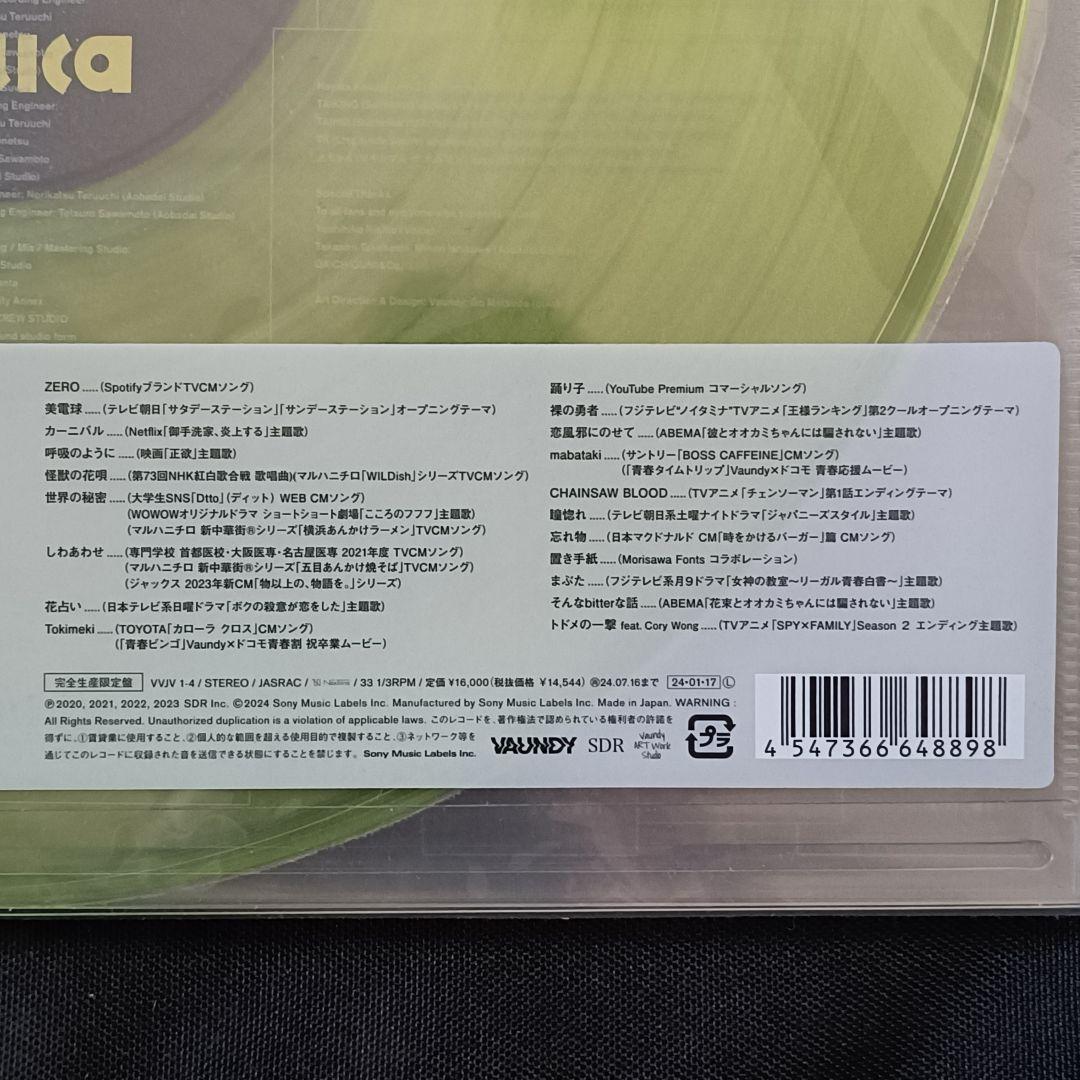 u Teruuchi
ica
ng Engineer:
u Teruuchi
Sawamoto
i Studio)
neer: Norikatsu Teruuchi (Aobadai Studio)
g Engineer: Tetsuro Sawamoto (Aobadai Studio)
g / Mix / Mastering Studio:
Studio
ity Annex
CREW STUDIO
nd studio form
Special Thanks
Art Direction & Design: Vaundy,
ZERO.....(SpotifyブランドTVCMソング)
美電球.....(テレビ朝日「サタデーステーション」「サンデーステーション」オープニングテーマ)
カーニバル.....(Netflix「御手洗家、炎上する」主題歌)
呼吸のように.....(映画「正欲」主題歌)
怪獣の花唄.....(第73回NHK紅白歌合戦 歌唱曲)(マルハニチロ「WILDish」シリーズTVCMソング)
世界の秘密.....(大学生SNS「Dtto」(ディット) WEB CMソング)
(WOWOWオリジナルドラマ ショートショート劇場「こころのフフフ」主題歌)
(マルハニチロ 新中華街®シリーズ「横浜あんかけラーメン」TVCMソング)
しわあわせ.....(専門学校 首都医校・大阪医専・名古屋医専 2021年度 TVCMソング)
(マルハニチロ 新中華街®シリーズ「五目あんかけ焼そば」TVCMソング)
(ジャックス 2023年新CM「物以上の、物語を。」シリーズ)
花占い.....(日本テレビ系日曜ドラマ「ボクの殺意が恋をした」主題歌)
Tokimeki.....(TOYOTA「カローラ クロス」CMソング)
(「青春ビンゴ」Vaundy×ドコモ青春割 祝卒業ムービー)
踊り子.....(YouTube Premium コマーシャルソング)
裸の勇者.....(フジテレビ"ノイタミナ"TVアニメ「王様ランキング」第2クールオープニングテーマ)
恋風邪にのせて.....(ABEMA「彼とオオカミちゃんには騙されない」主題歌)
mabataki.....(サントリー「BOSS CAFFEINE」CMソング)
(「青春タイムトリップ」Vaundy×ドコモ 青春応援ムービー)
CHAINSAW BLOOD.....(TVアニメ「チェンソーマン」第1話エンディングテーマ)
瞳惚れ.....(テレビ朝日系土曜ナイトドラマ「ジャパニーズスタイル」主題歌)
忘れ物.....(日本マクドナルド CM「時をかけるバーガー」篇 CMソング)
置き手紙.....(Morisawa Fonts コラボレーション)
まぶた.....(フジテレビ系月9ドラマ「女神の教室〜リーガル青春白書〜」主題歌)
そんなbitterな話.....(ABEMA「花束とオオカミちゃんには騙されない」主題歌)
トドメの一撃 feat. Cory Wong.....(TVアニメ「SPY×FAMILY」Season 2 エンディング主題歌)
完全生産限定盤 VVJV 1-4 / STEREO / JASRAC / / 33 1/3RPM / 定価 ¥16,000(税抜価格 ¥14,544) ㊢24.07.16まで 24・01・17 Ⓛ
℗2020, 2021, 2022, 2023 SDR Inc. ©2024 Sony Music Labels Inc. Manufactured by Sony Music Labels Inc. Made in Japan. WARNING :
All Rights Reserved. Unauthorized duplication is a violation of applicable laws. このレコードを、著作権法で認められている権利者の許諾を
得ずに、①賃貸業に使用すること、②個人的な範囲を超える使用目的で複製すること、③ネットワーク等を
通じてこのレコードに収録された音を送信できる状態にすることを禁じます。 Sony Music Labels Inc.
VAUNDY SDR
Vaundy
ART Work
Studio
プラ
4 547366 648898